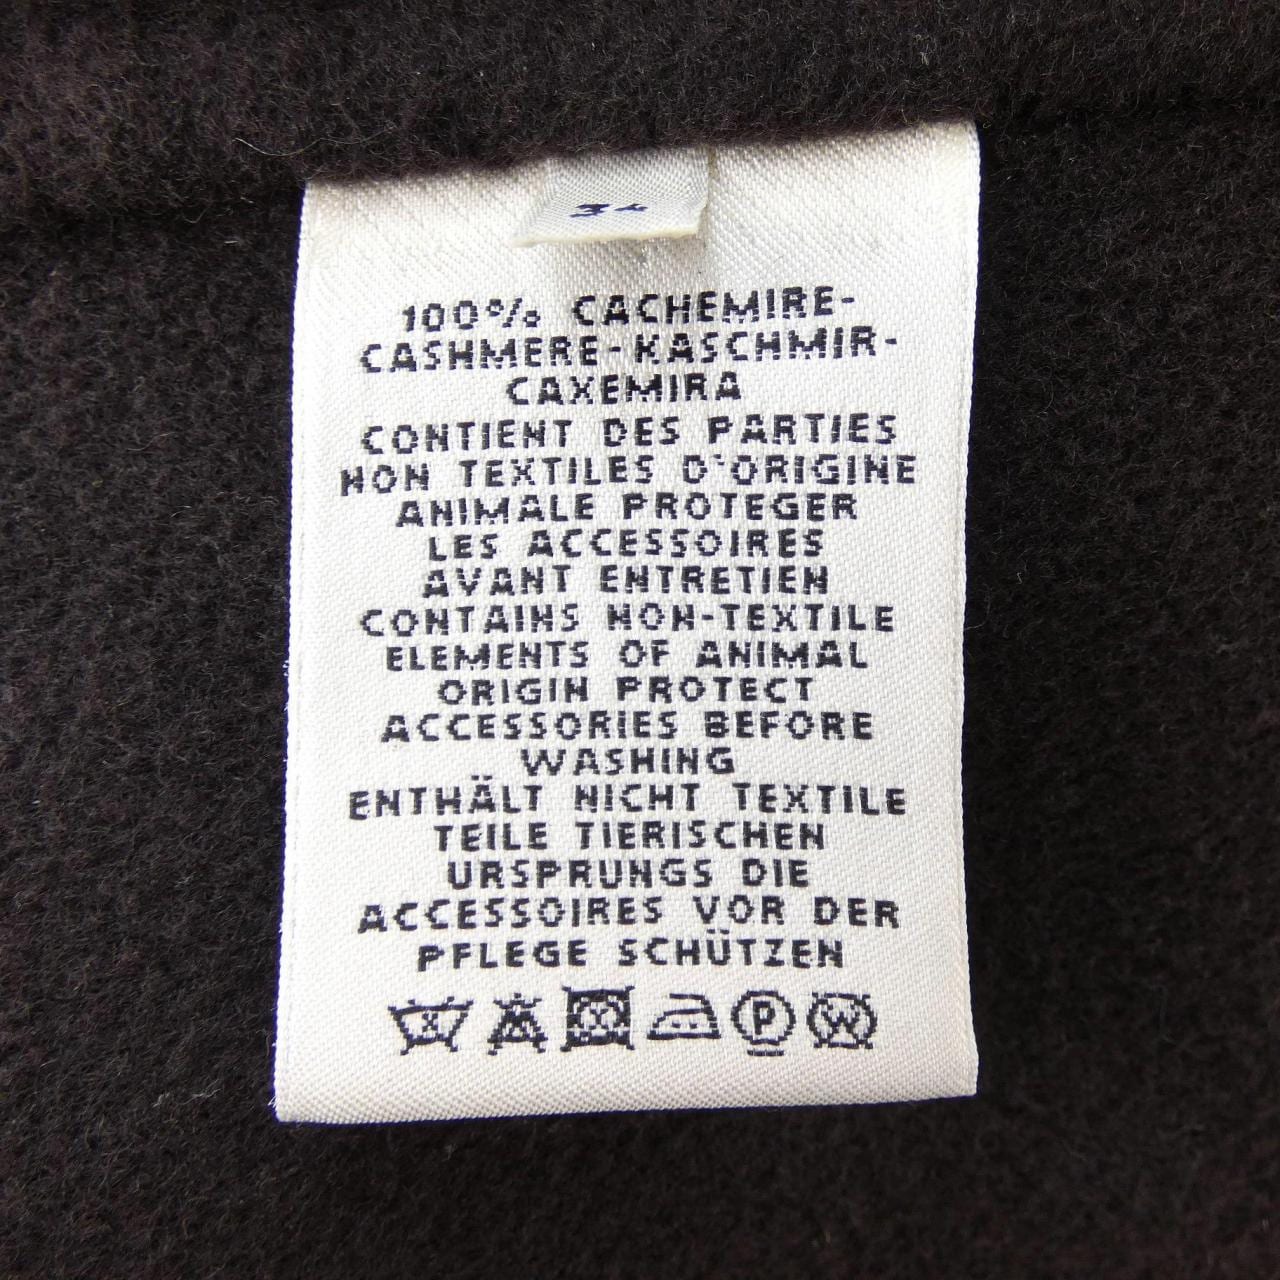 34
100% CACHEMIRE-
CASHMERE-KASCHMIR-
CAXEMIRA
CONTIENT DES PARTIES
NON TEXTILES D'ORIGINE
ANIMALE PROTEGER
LES ACCESSOIRES
AVANT ENTRETIEN
CONTAINS NON-TEXTILE
ELEMENTS OF ANIMAL
ORIGIN PROTECT
ACCESSORIES BEFORE
WASHING
ENTHÄLT NICHT TEXTILE
TEILE TIERISCHEN
URSPRUNGS DIE
ACCESSOIRES VOR DER
PFLEGE SCHÜTZEN
P W